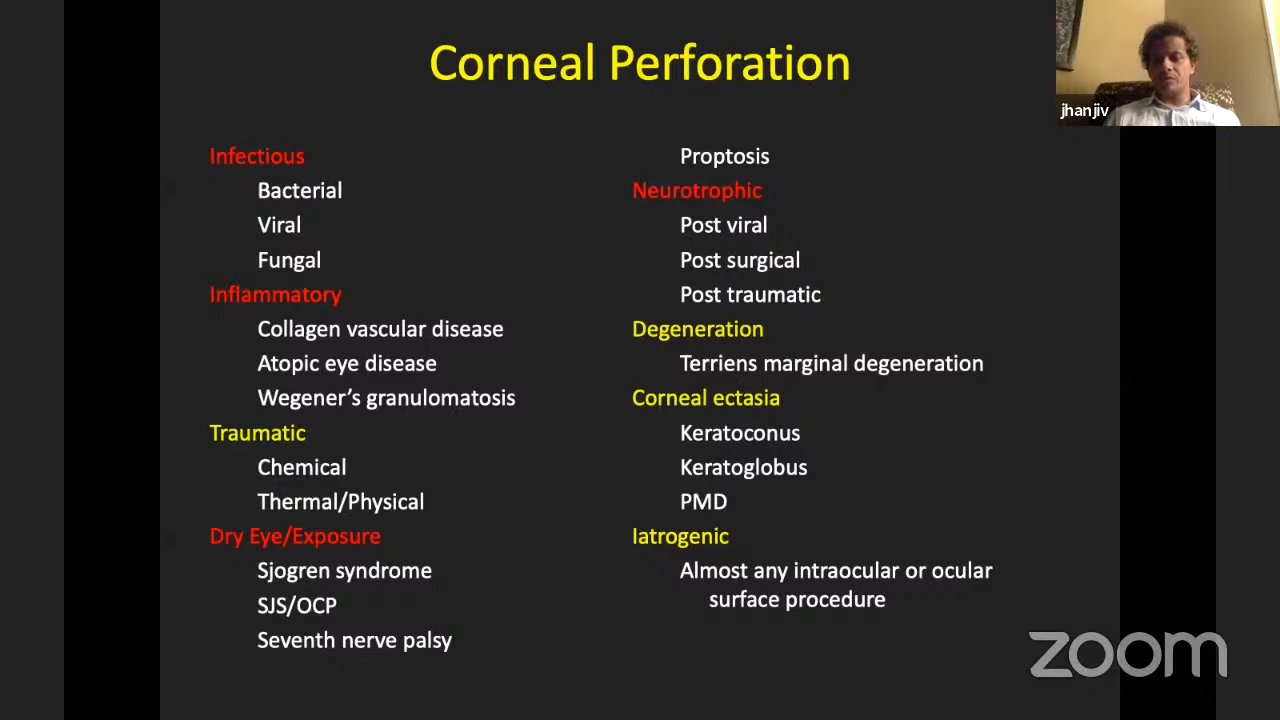 Corneal Perforation
jhanjiv
Infectious
Bacterial
Viral
Fungal
Inflammatory
Collagen vascular disease
Atopic eye disease
Wegener’s granulomatosis
Traumatic
Chemical
Thermal/Physical
Dry Eye/Exposure
Sjogren syndrome
SJS/OCP
Seventh nerve palsy
Proptosis
Neurotrophic
Post viral
Post surgical
Post traumatic
Degeneration
Terriens marginal degeneration
Corneal ectasia
Keratoconus
Keratoglobus
PMD
Iatrogenic
Almost any intraocular or ocular
surface procedure
zoom